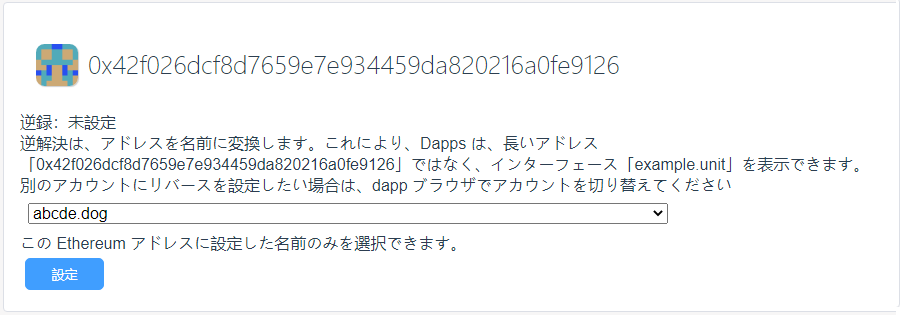 0x42f026dcf8d7659e7e934459da820216a0fe9126
逆録：未設定
逆解決は、アドレスを名前に変換します。これにより、Dapps は、長いアドレス
「0x42f026dcf8d7659e7e934459da820216a0fe9126」ではなく、インターフェース「example.unit」を表示できます。
別のアカウントにリバースを設定したい場合は、dapp ブラウザでアカウントを切り替えてください
abcde.dog
この Ethereum アドレスに設定した名前のみを選択できます。
設定